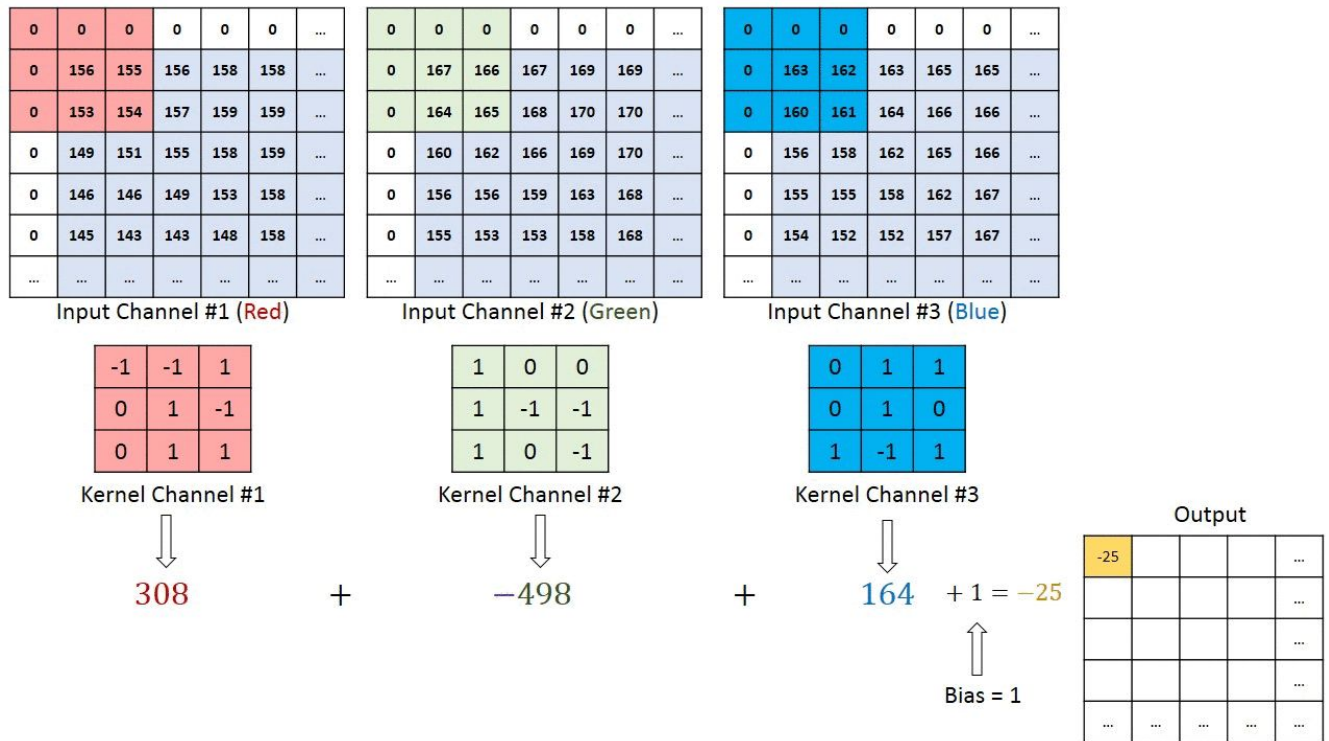 0 0 0 0 0 0 ...
0 156 155 156 158 158 ...
0 153 154 157 159 159 ...
0 149 151 155 158 159 ...
0 146 146 149 153 158 ...
0 145 143 143 148 158 ...
... ... ... ... ... ... ...
Input Channel #1 (Red)
0 0 0 0 0 0 ...
0 167 166 167 169 169 ...
0 164 165 168 170 170 ...
0 160 162 166 169 170 ...
0 156 156 159 163 168 ...
0 155 153 153 158 168 ...
... ... ... ... ... ... ...
Input Channel #2 (Green)
0 0 0 0 0 0 ...
0 163 162 163 165 165 ...
0 160 161 164 166 166 ...
0 156 158 162 165 166 ...
0 155 155 158 162 167 ...
0 154 152 152 157 167 ...
... ... ... ... ... ... ...
Input Channel #3 (Blue)
-1 -1 1
0 1 -1
0 1 1
Kernel Channel #1
1 0 0
1 -1 -1
1 0 -1
Kernel Channel #2
0 1 1
0 1 0
1 -1 1
Kernel Channel #3
308 + −498 + 164 + 1 = −25
Bias = 1
Output
-25 ...
...
...
...
... ... ... ... ...